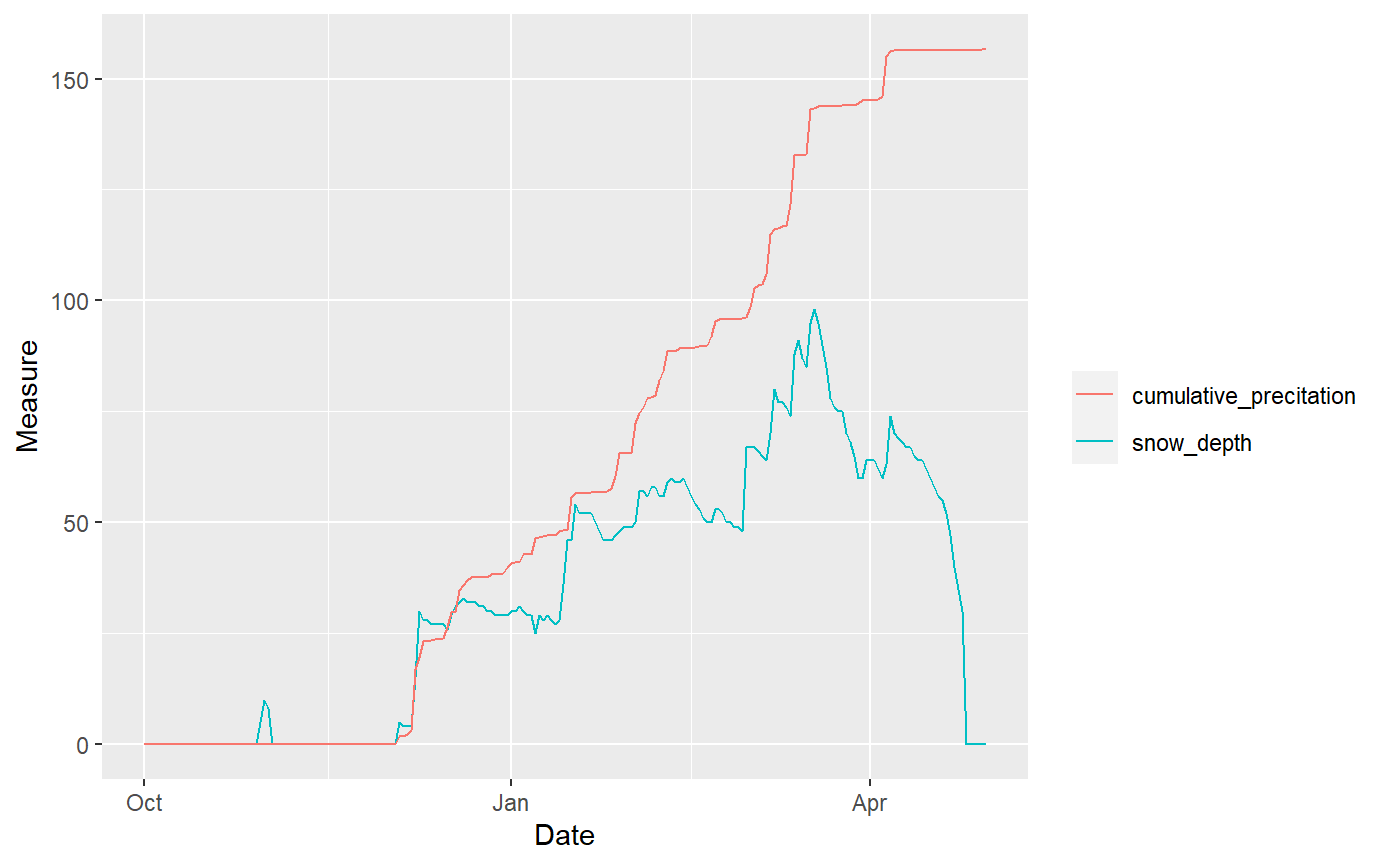 150
100
50
0
Measure
Oct
Jan
Apr
Date
cumulative_precitation
snow_depth